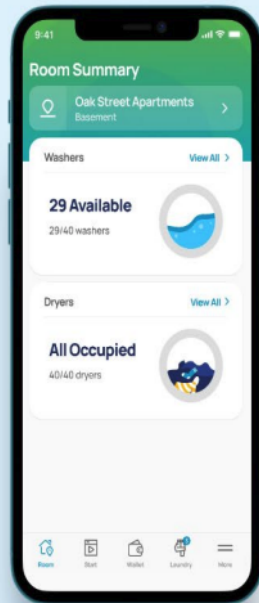 9:41
Room Summary
Oak Street Apartments
Basement
Washers
View All
29 Available
29/40 washers
Dryers
View All
All Occupied
40/40 dryers
1
Room
Start
Wallet
Laundry
More